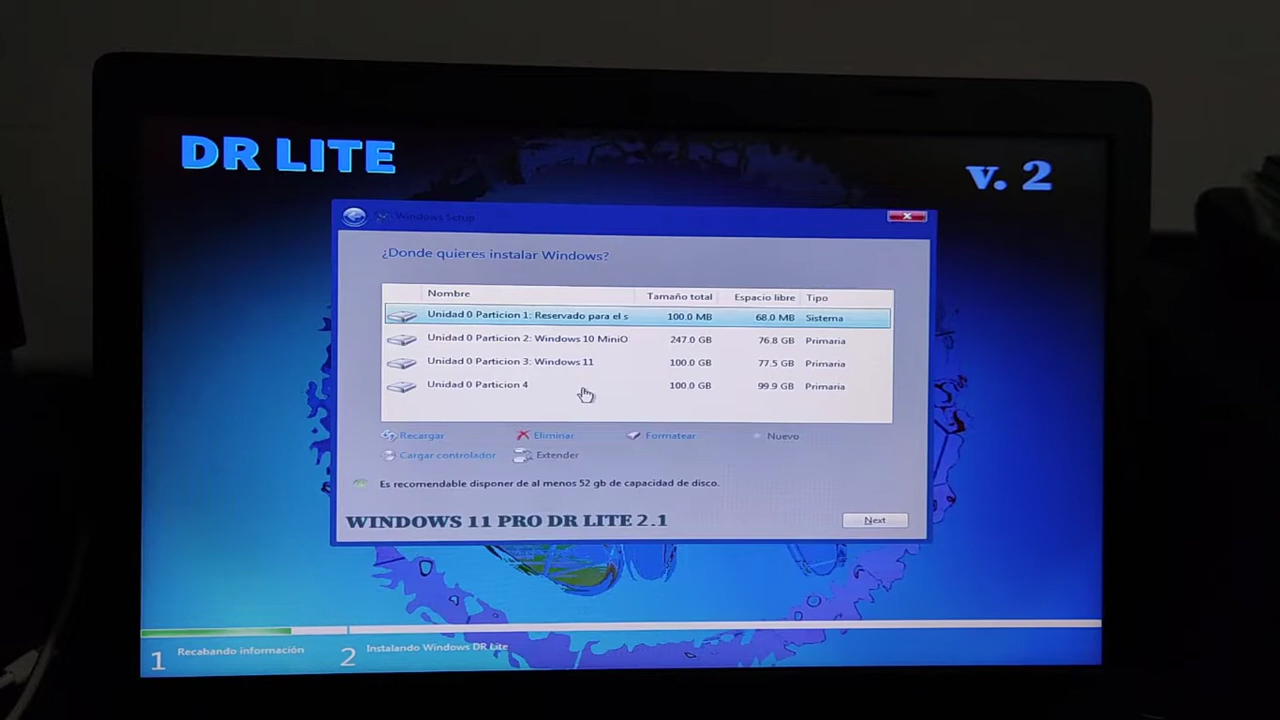 DR LITE
v. 2
Windows Setup
¿Donde quieres instalar Windows?
Nombre Tamaño total Espacio libre Tipo
Unidad 0 Particion 1: Reservado para el s 100.0 MB 68.0 MB Sistema
Unidad 0 Particion 2: Windows 10 MiniO 247.0 GB 76.8 GB Primaria
Unidad 0 Particion 3: Windows 11 100.0 GB 77.5 GB Primaria
Unidad 0 Particion 4 100.0 GB 99.9 GB Primaria
Recargar Eliminar Formatear Nuevo
Cargar controlador Extender
Es recomendable disponer de al menos 52 gb de capacidad de disco.
WINDOWS 11 PRO DR LITE 2.1
Next
1 Recabando información
2 Instalando Windows DR Lite